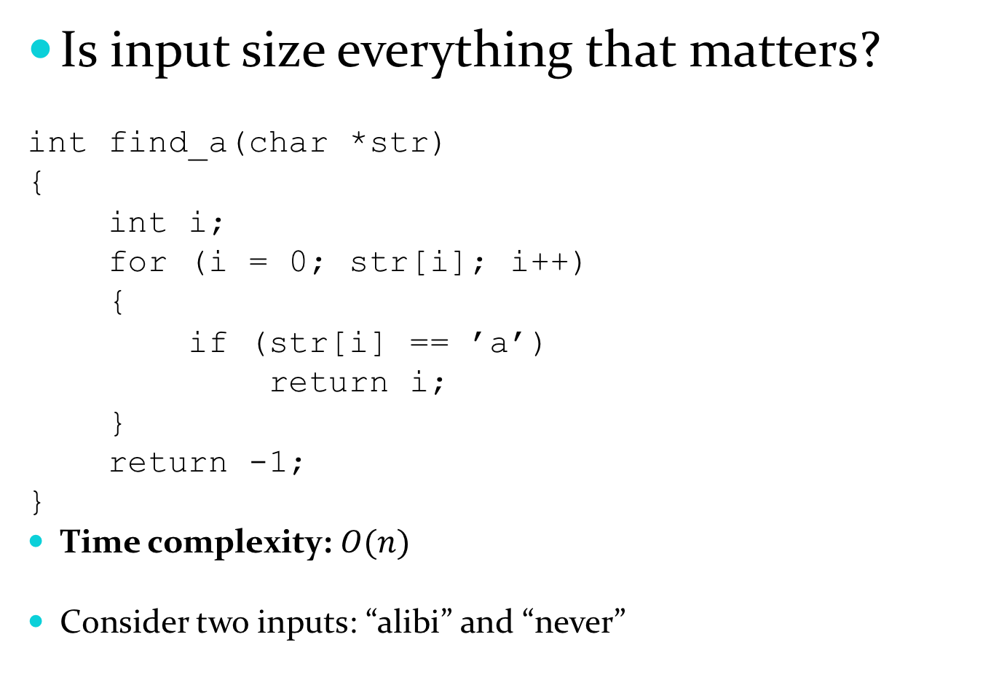 • Is input size everything that matters?
int find_a(char *str)
{
    int i;
    for (i = 0; str[i]; i++)
    {
        if (str[i] == ’a’)
            return i;
    }
    return -1;
}
• Time complexity: O(n)
• Consider two inputs: “alibi” and “never”